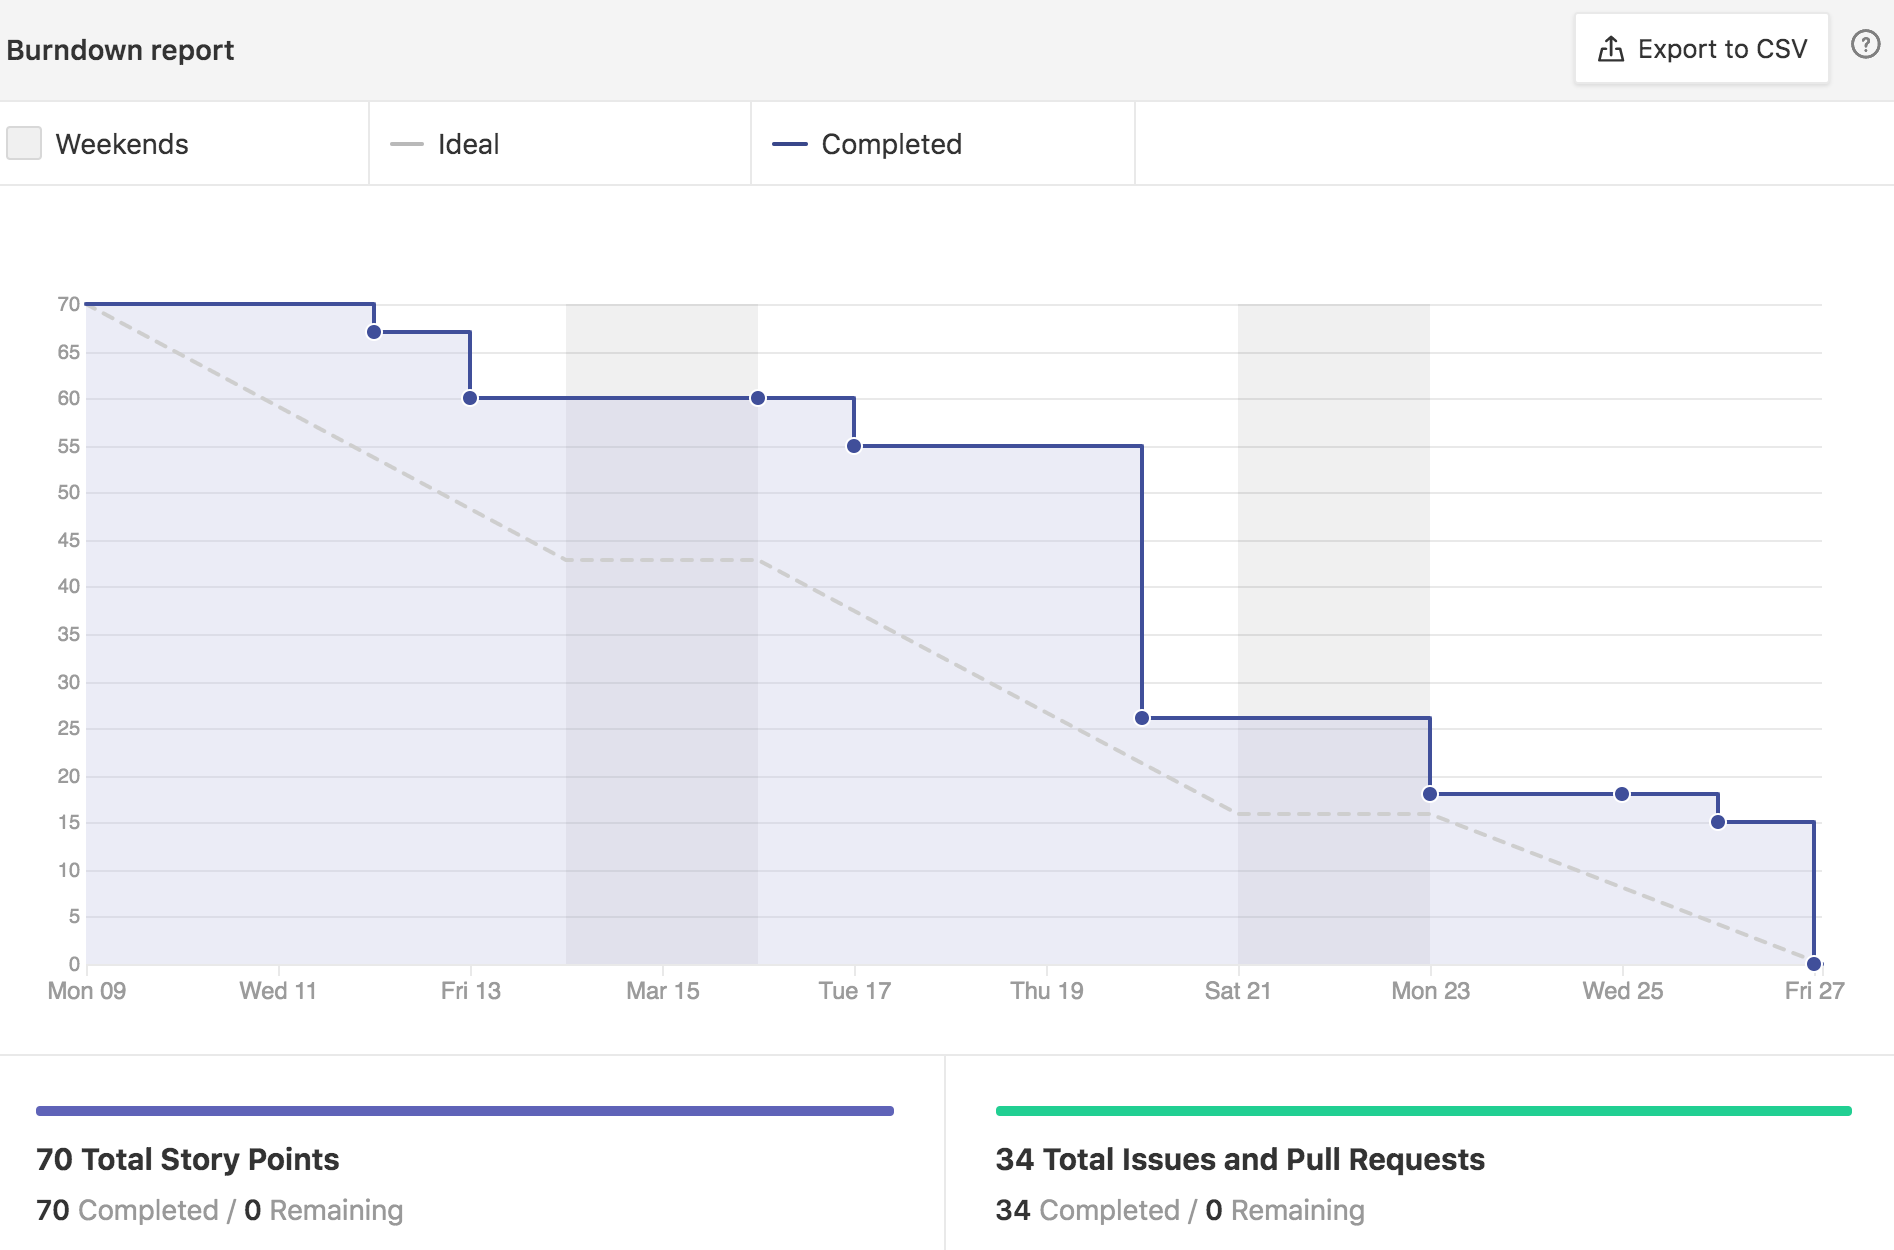 Burndown report
Export to CSV
?
Weekends
Ideal
Completed
70
65
60
55
50
45
40
35
30
25
20
15
10
5
0
Mon 09 Wed 11 Fri 13 Mar 15 Tue 17 Thu 19 Sat 21 Mon 23 Wed 25 Fri 27
70 Total Story Points
70 Completed / 0 Remaining
34 Total Issues and Pull Requests
34 Completed / 0 Remaining